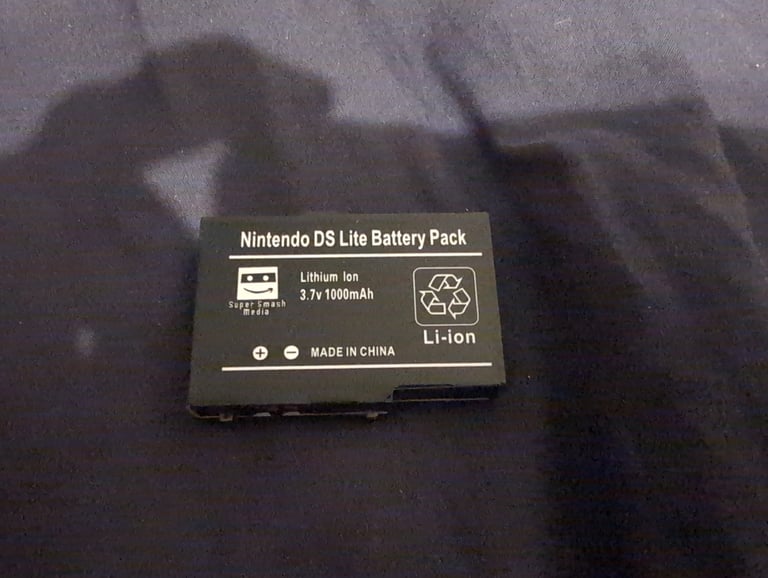 Nintendo DS Lite Battery Pack
Lithium Ion
3.7v 1000mAh
Super Smash
Media
Li-ion
+ − MADE IN CHINA